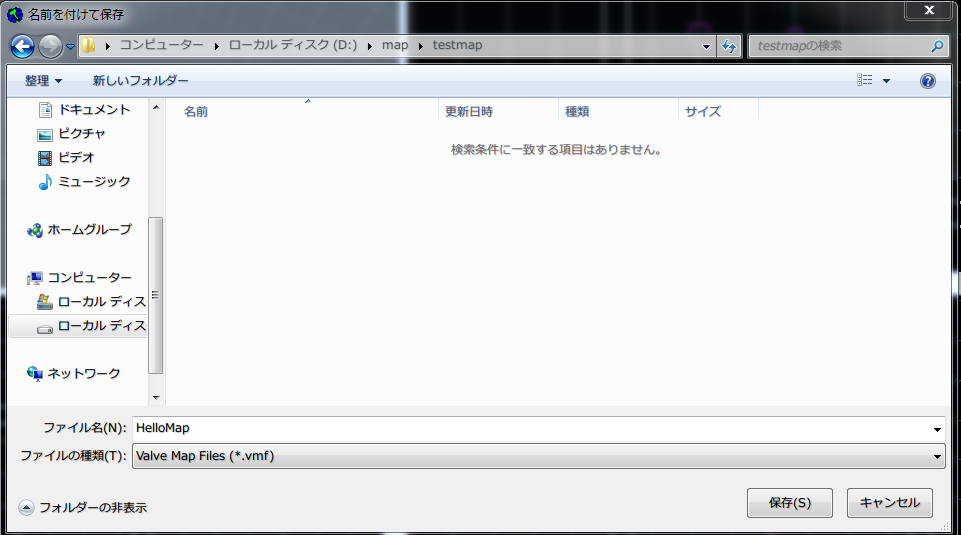 名前を付けて保存
コンピューター ローカル ディスク (D:) map testmap testmapの検索
整理 新しいフォルダー
ドキュメント
ピクチャ
ビデオ
ミュージック
ホームグループ
コンピューター
ローカル ディス
ローカル ディス
ネットワーク
名前 更新日時 種類 サイズ
検索条件に一致する項目はありません。
ファイル名(N): HelloMap
ファイルの種類(T): Valve Map Files (*.vmf)
フォルダーの非表示 保存(S) キャンセル